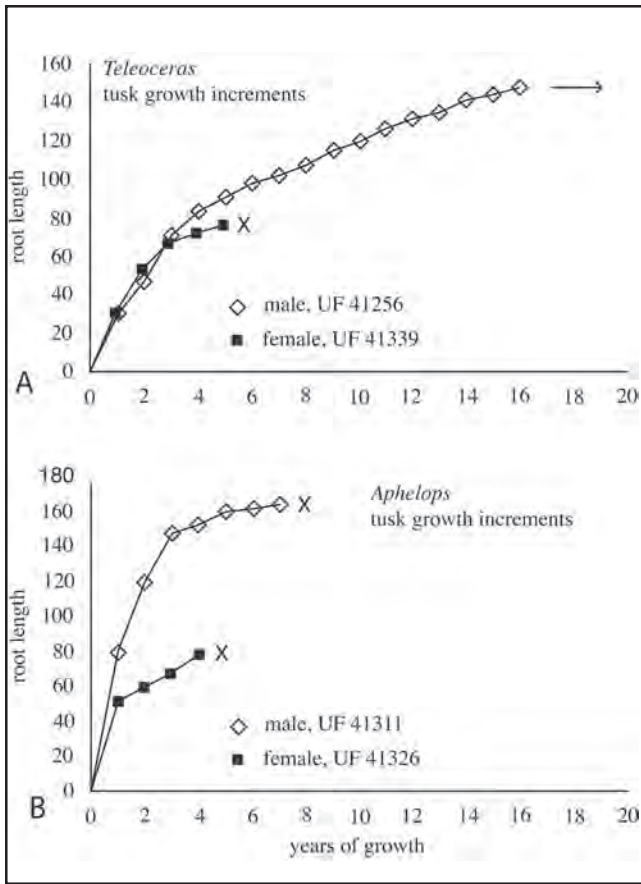 160
Teleoceras
140
tusk growth increments
120
100
80
X
root length
60
40
male, UF 41256
20
female, UF 41339
0
A
0 2 4 6 8 10 12 14 16 18 20
180
Aphelops
160
X
tusk growth increments
140
120
100
root length
80
X
60
40
male, UF 41311
20
female, UF 41326
0
B
0 2 4 6 8 10 12 14 16 18 20
years of growth